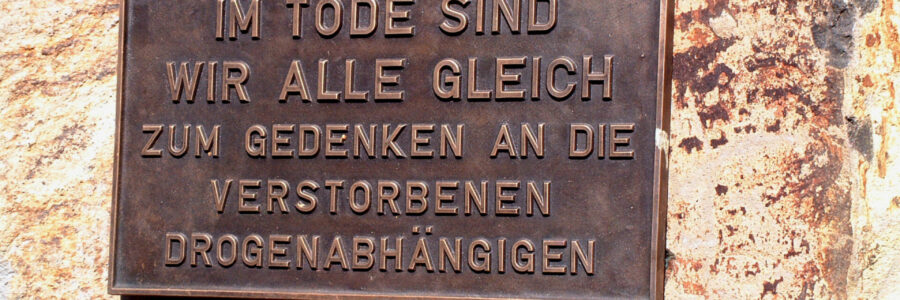 IM TODE SIND
WIR ALLE GLEICH
ZUM GEDENKEN AN DIE
VERSTORBENEN
DROGENABHÄNGIGEN